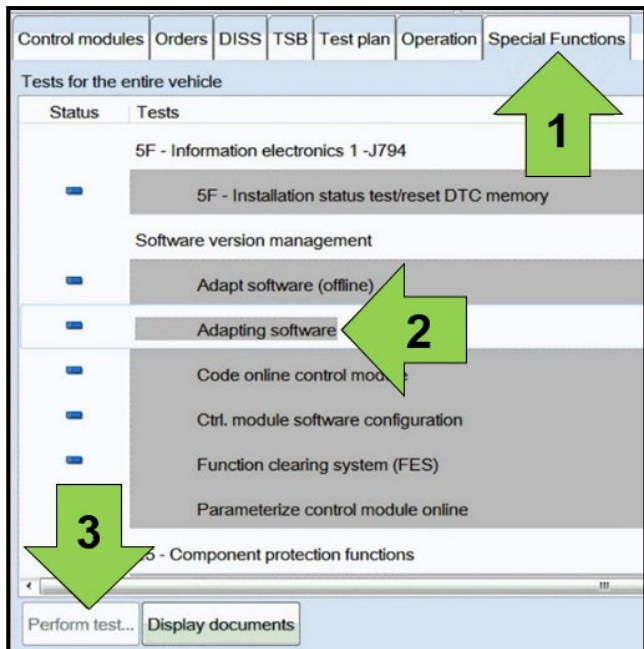 Control modules Orders DISS TSB Test plan Operation Special Functions
Tests for the entire vehicle
Status Tests
1
5F - Information electronics 1 -J794
5F - Installation status test/reset DTC memory
Software version management
Adapt software (offline)
Adapting software 2
Code online control module
Ctrl. module software configuration
Function clearing system (FES)
Parameterize control module online
3
5 - Component protection functions
Perform test... Display documents